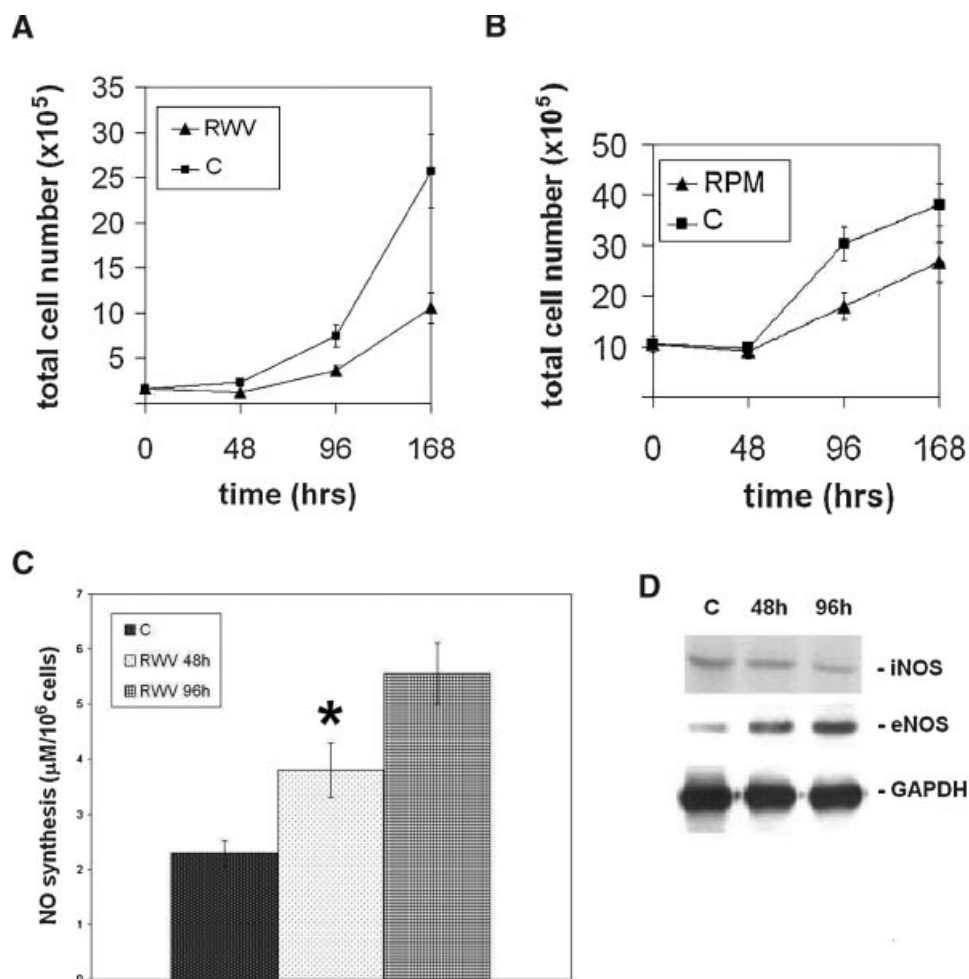 A
total cell number (x10⁵)
35
30
25
20
15
10
5
RWV
C
0 48 96 168
time (hrs)
B
total cell number (x10⁵)
50
40
30
20
10
RPM
C
0 48 96 168
time (hrs)
C
NO synthesis (µM/10⁶ cells)
7
6
5
4
3
2
1
0
C
RWV 48h
RWV 96h
*
D
C 48h 96h
- iNOS
- eNOS
- GAPDH